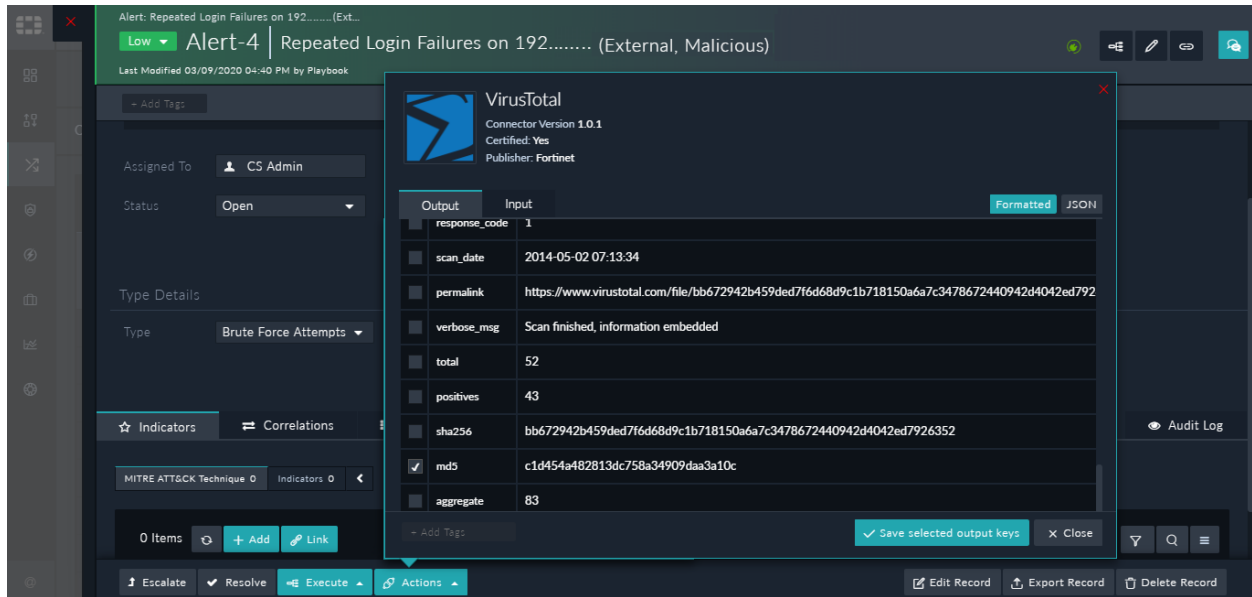 Alert: Repeated Login Failures on 192........(Ext...
Low Alert-4 Repeated Login Failures on 192........ (External, Malicious)
Last Modified 03/09/2020 04:40 PM by Playbook
+ Add Tags
Assigned To CS Admin
Status Open
Type Details
Type Brute Force Attempts
VirusTotal
Connector Version 1.0.1
Certified: Yes
Publisher: Fortinet
Output Input Formatted JSON
response_code 1
scan_date 2014-05-02 07:13:34
permalink https://www.virustotal.com/file/bb672942b459ded7f6d68d9c1b718150a6a7c3478672440942d4042ed792
verbose_msg Scan finished, information embedded
total 52
positives 43
sha256 bb672942b459ded7f6d68d9c1b718150a6a7c3478672440942d4042ed7926352
md5 c1d454a482813dc758a34909daa3a10c
aggregate 83
+ Add Tags Save selected output keys X Close
Indicators Correlations Audit Log
MITRE ATT&CK Technique 0 Indicators 0
0 Items + Add Link
Escalate Resolve Execute Actions Edit Record Export Record Delete Record